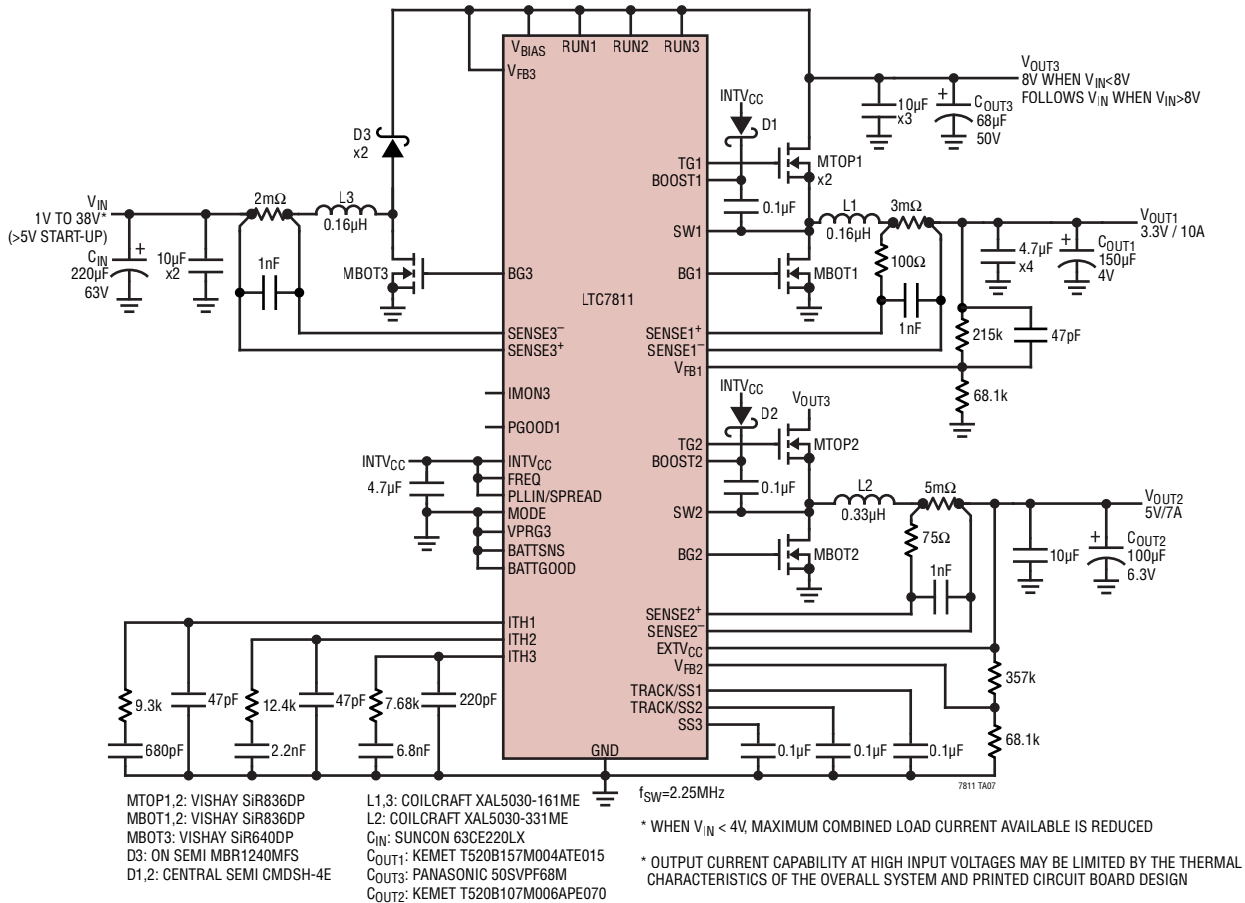 VBIAS RUN1 RUN2 RUN3
VFB3
VOUT3
8V WHEN VIN<8V
FOLLOWS VIN WHEN VIN>8V
INTVCC
D1
10µF
x3
COUT3
68µF
50V
+
D3
x2
TG1
BOOST1
MTOP1
x2
0.1µF
VIN
1V TO 38V*
(>5V START-UP)
2mΩ
L3
0.16µH
L1
0.16µH
3mΩ
VOUT1
3.3V / 10A
SW1
CIN
220µF
63V
+
10µF
x2
1nF
MBOT3
BG3
LTC7811
BG1
MBOT1
100Ω
1nF
4.7µF
x4
COUT1
150µF
4V
+
SENSE3–
SENSE3+
SENSE1+
SENSE1–
VFB1
215k
47pF
68.1k
IMON3
PGOOD1
INTVCC
D2
VOUT3
TG2
BOOST2
MTOP2
0.1µF
INTVCC
4.7µF
INTVCC
FREQ
PLLIN/SPREAD
MODE
VPRG3
BATTSNS
BATTGOOD
SW2
L2
0.33µH
5mΩ
VOUT2
5V/7A
BG2
MBOT2
75Ω
1nF
10µF
COUT2
100µF
6.3V
+
SENSE2+
SENSE2–
EXTVCC
VFB2
357k
68.1k
ITH1
ITH2
ITH3
TRACK/SS1
TRACK/SS2
SS3
9.3k
47pF
12.4k
47pF
7.68k
220pF
680pF
2.2nF
6.8nF
GND
0.1µF
0.1µF
0.1µF
7811 TA07
fSW=2.25MHz
MTOP1,2: VISHAY SiR836DP
MBOT1,2: VISHAY SiR836DP
MBOT3: VISHAY SiR640DP
D3: ON SEMI MBR1240MFS
D1,2: CENTRAL SEMI CMDSH-4E
L1,3: COILCRAFT XAL5030-161ME
L2: COILCRAFT XAL5030-331ME
CIN: SUNCON 63CE220LX
COUT1: KEMET T520B157M004ATE015
COUT3: PANASONIC 50SVPF68M
COUT2: KEMET T520B107M006APE070
* WHEN VIN < 4V, MAXIMUM COMBINED LOAD CURRENT AVAILABLE IS REDUCED
* OUTPUT CURRENT CAPABILITY AT HIGH INPUT VOLTAGES MAY BE LIMITED BY THE THERMAL
CHARACTERISTICS OF THE OVERALL SYSTEM AND PRINTED CIRCUIT BOARD DESIGN